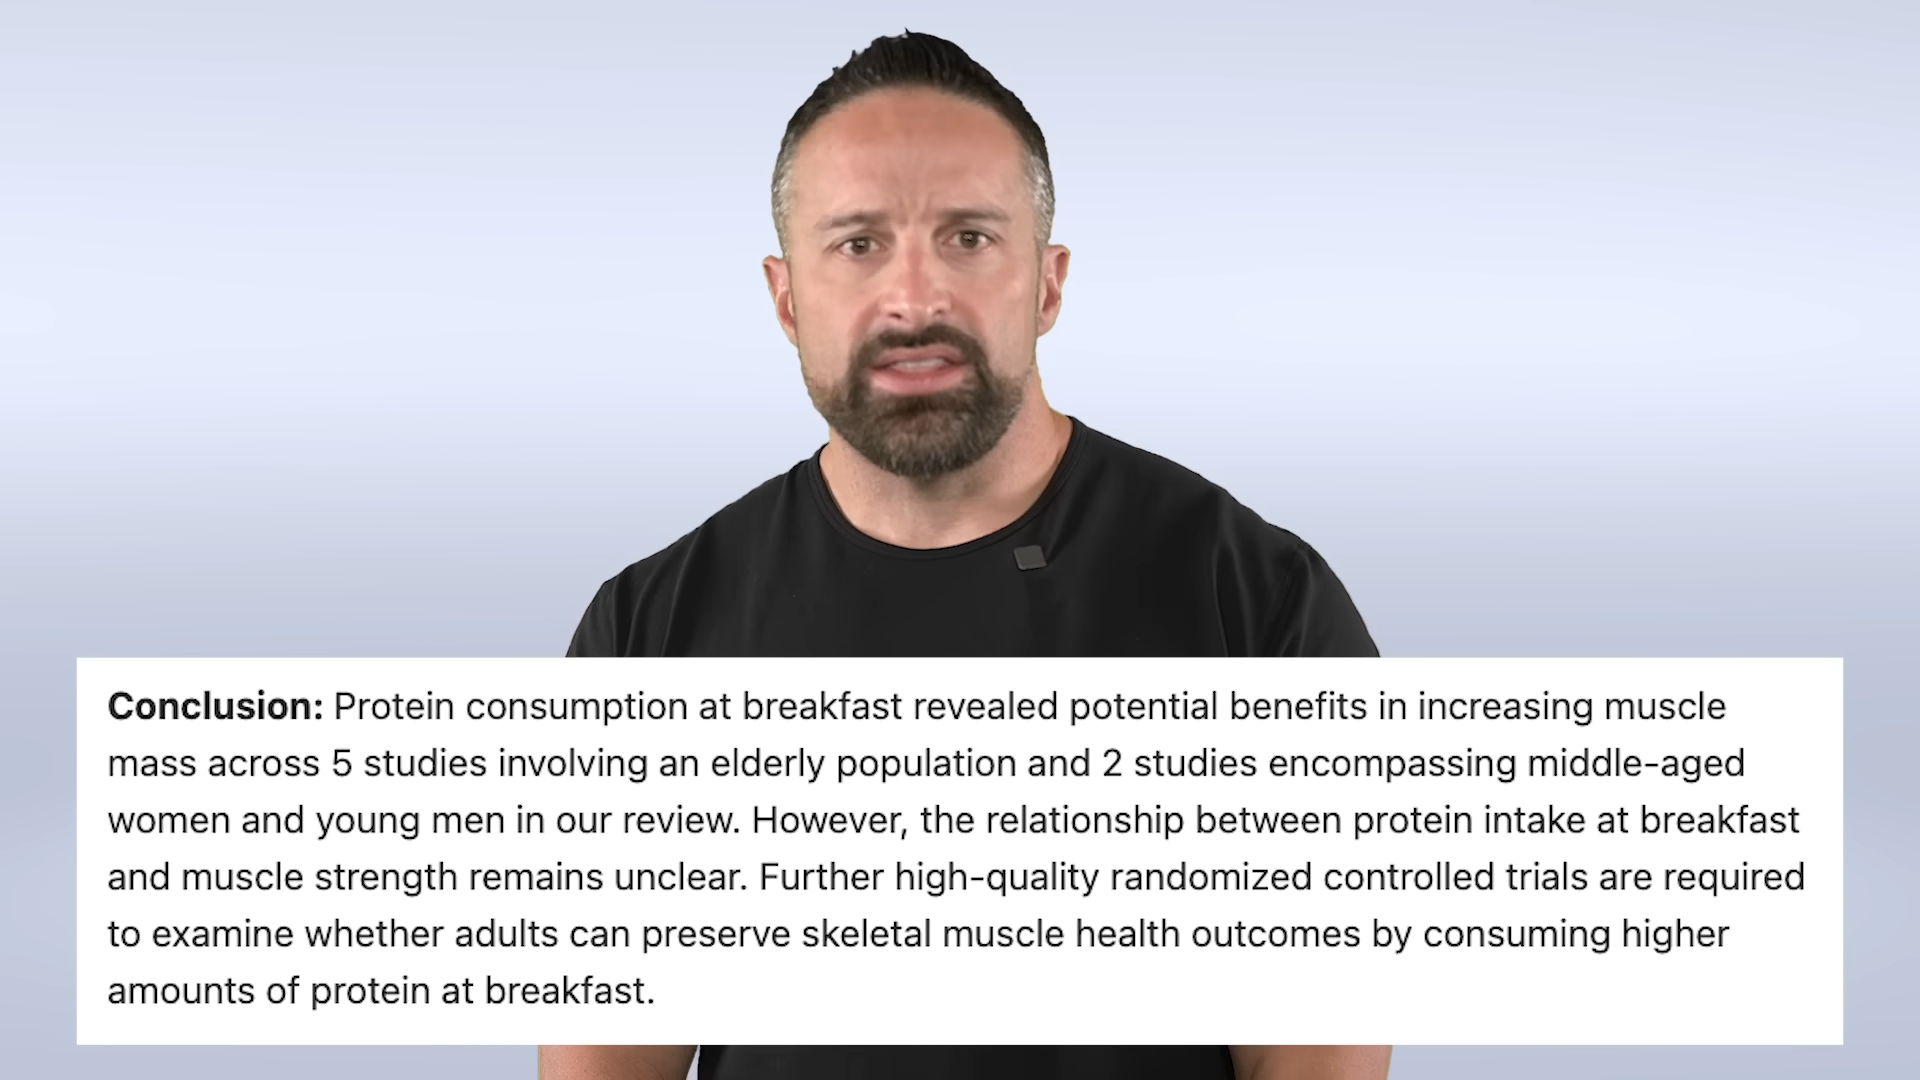 Conclusion: Protein consumption at breakfast revealed potential benefits in increasing muscle
mass across 5 studies involving an elderly population and 2 studies encompassing middle-aged
women and young men in our review. However, the relationship between protein intake at breakfast
and muscle strength remains unclear. Further high-quality randomized controlled trials are required
to examine whether adults can preserve skeletal muscle health outcomes by consuming higher
amounts of protein at breakfast.